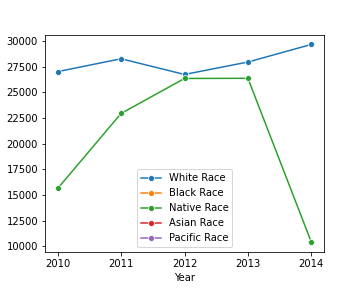 30000
27500
25000
22500
20000
17500
15000
12500
10000
White Race
Black Race
Native Race
Asian Race
Pacific Race
2010 2011 2012 2013 2014
Year